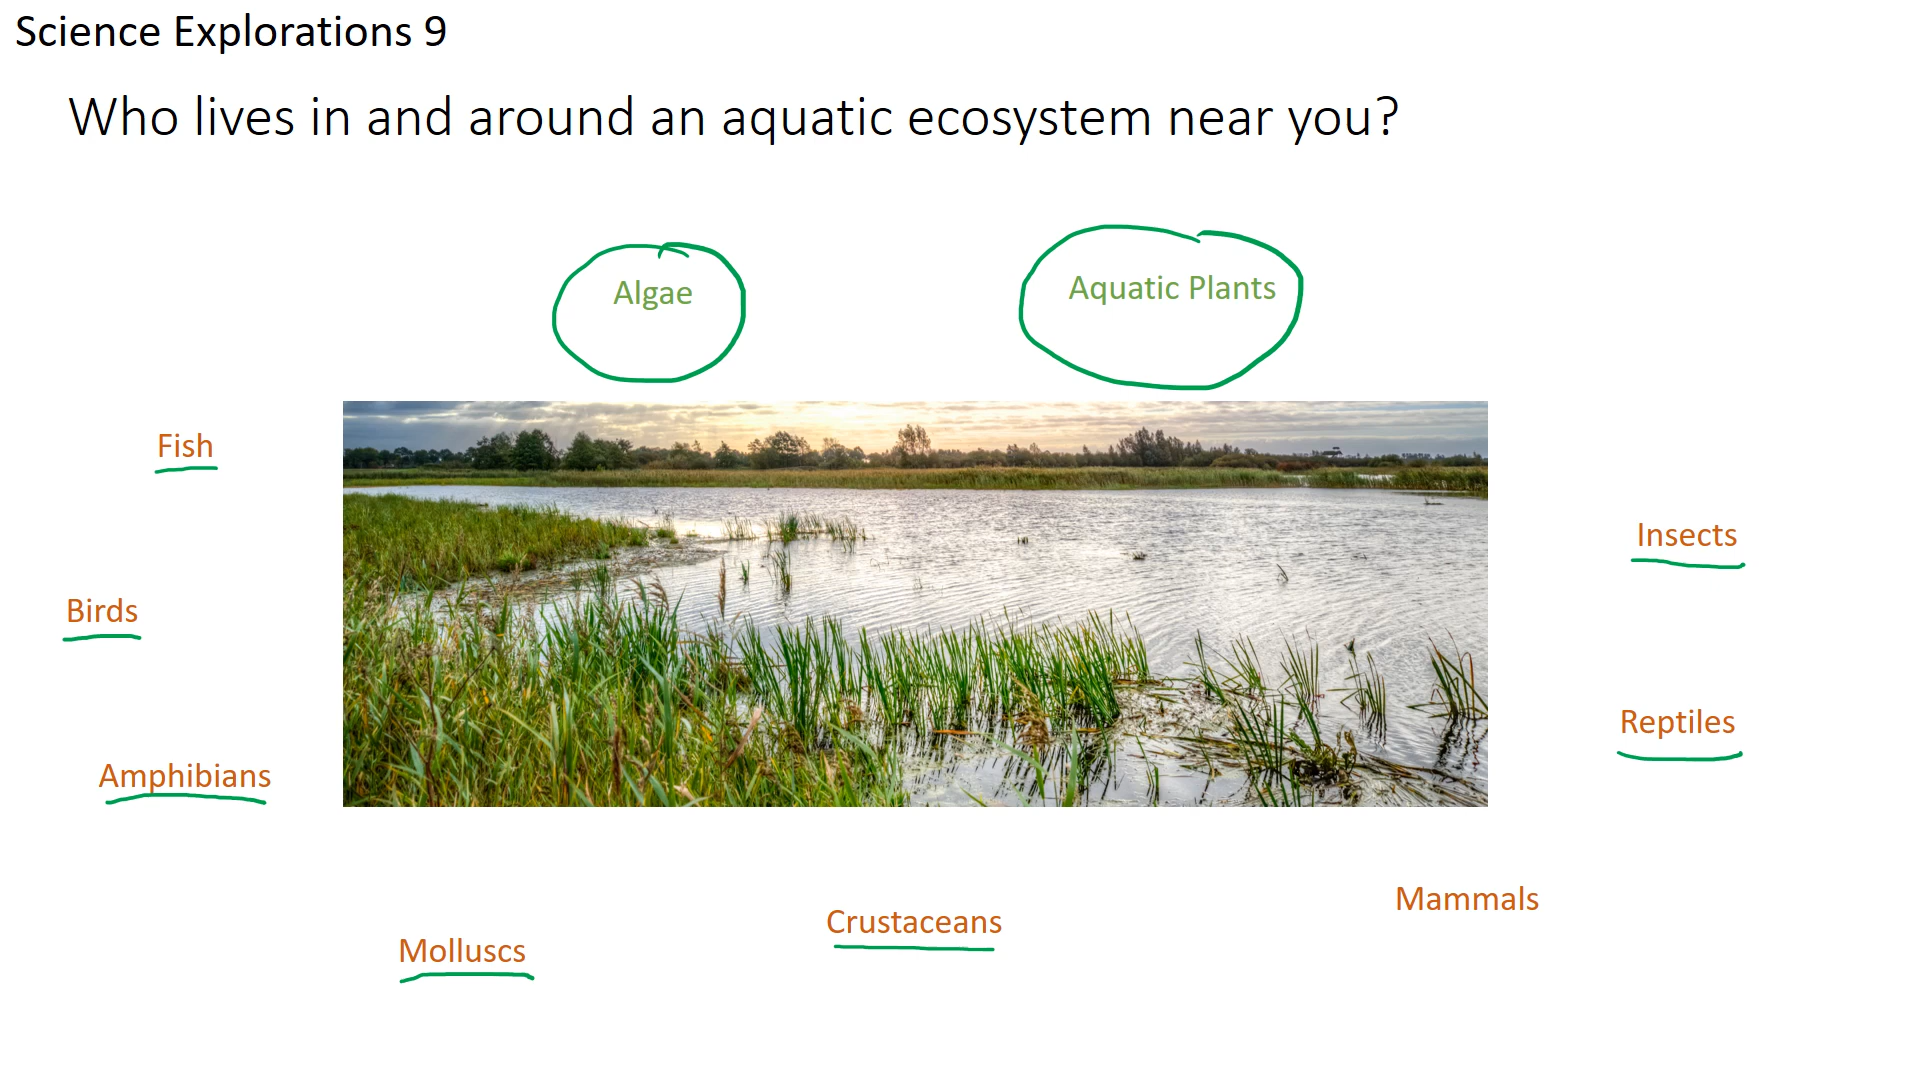 Science Explorations 9
Who lives in and around an aquatic ecosystem near you?
Algae
Aquatic Plants
Fish
Insects
Birds
Reptiles
Amphibians
Mammals
Crustaceans
Molluscs